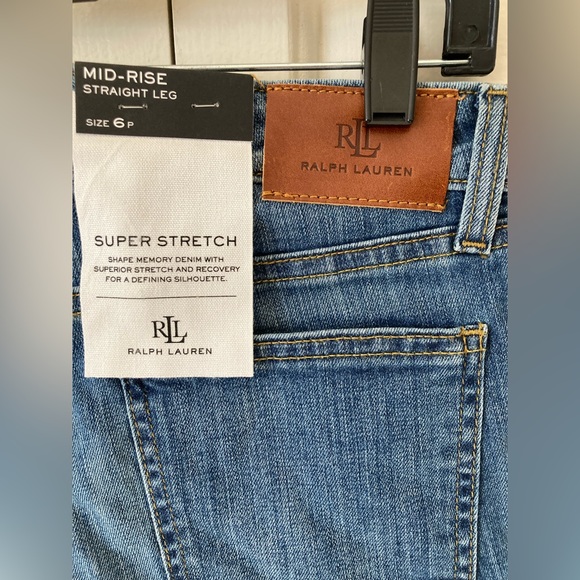 MID-RISE
STRAIGHT LEG
SIZE 6P
SUPER STRETCH
SHAPE MEMORY DENIM WITH
SUPERIOR STRETCH AND RECOVERY
FOR A DEFINING SILHOUETTE.
RLL
RALPH LAUREN
RLL
RALPH LAUREN